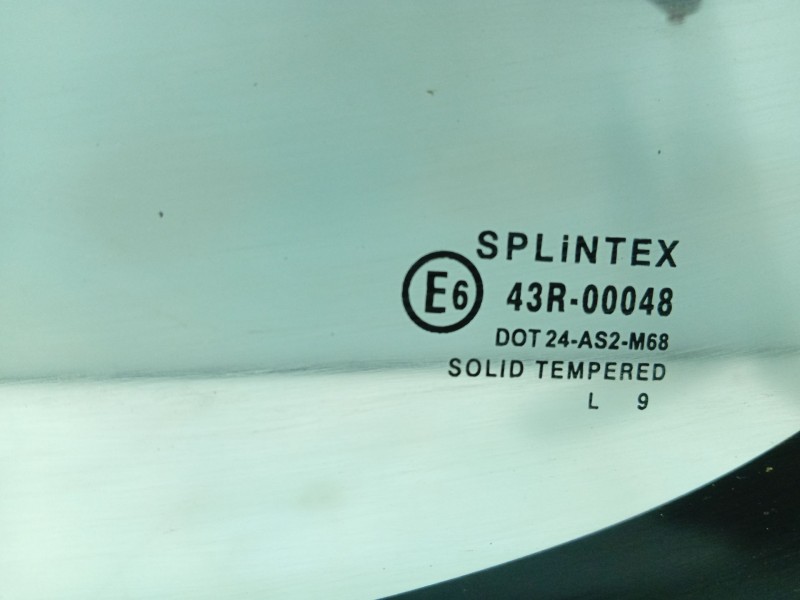 SPLiNTEX
E6 43R-00048
DOT 24-AS2-M68
SOLID TEMPERED
L 9